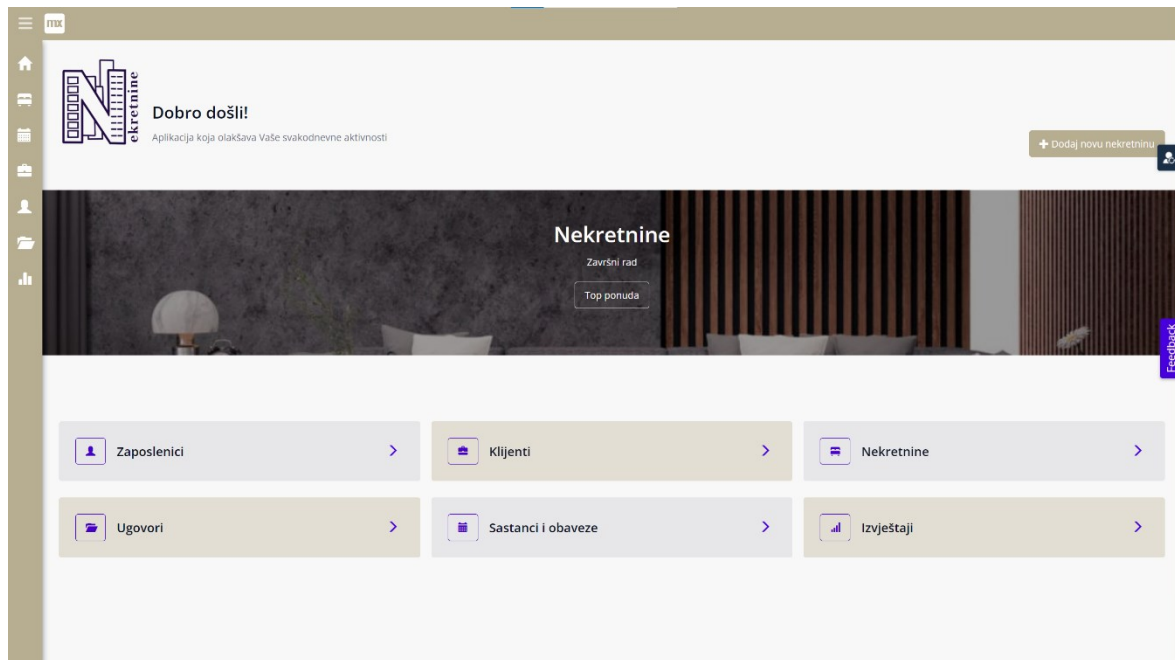 mx
Nekretnine
Dobro došli!
Aplikacija koja olakšava Vaše svakodnevne aktivnosti
Dodaj novu nekretninu
Nekretnine
Završni rad
Top ponuda
Feedback
Zaposlenici
Klijenti
Nekretnine
Ugovori
Sastanci i obaveze
Izvještaji